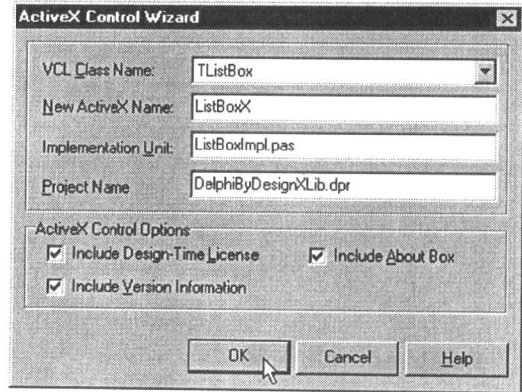 ActiveX Control Wizard
VCL Class Name: TListBox
New ActiveX Name: ListBoxX
Implementation Unit: ListBoxImpl.pas
Project Name DelphiByDesignXLib.dpr
ActiveX Control Options
Include Design-Time License Include About Box
Include Version Information
OK Cancel Help